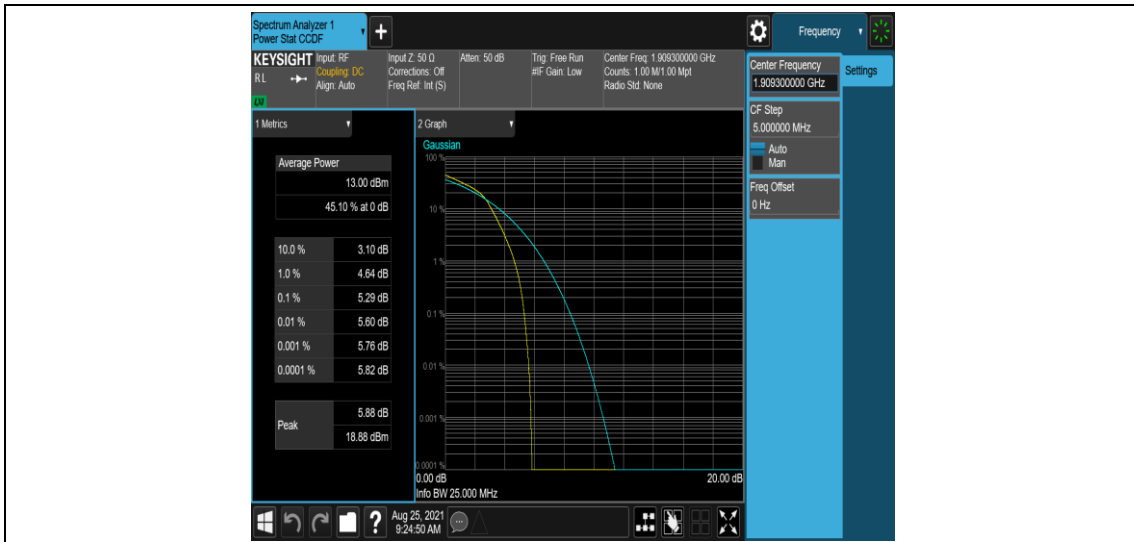 Spectrum Analyzer 1
Power Stat CCDF
Frequency
KEYSIGHT
RL
LXI
Input: RF
Coupling: DC
Align: Auto
Input Z: 50 Ω
Corrections: Off
Freq Ref: Int (S)
Atten: 50 dB
Trig: Free Run
#IF Gain: Low
Center Freq: 1.909300000 GHz
Counts: 1.00 M/1.00 Mpt
Radio Std: None
Center Frequency
1.909300000 GHz
Settings
CF Step
5.000000 MHz
Auto
Man
Freq Offset
0 Hz
1 Metrics
Average Power
13.00 dBm
45.10 % at 0 dB
10.0 % 3.10 dB
1.0 % 4.64 dB
0.1 % 5.29 dB
0.01 % 5.60 dB
0.001 % 5.76 dB
0.0001 % 5.82 dB
Peak
5.88 dB
18.88 dBm
2 Graph
Gaussian
100 %
10 %
1 %
0.1 %
0.01 %
0.001 %
0.0001 %
0.00 dB 20.00 dB
Info BW 25.000 MHz
Aug 25, 2021
9:24:50 AM